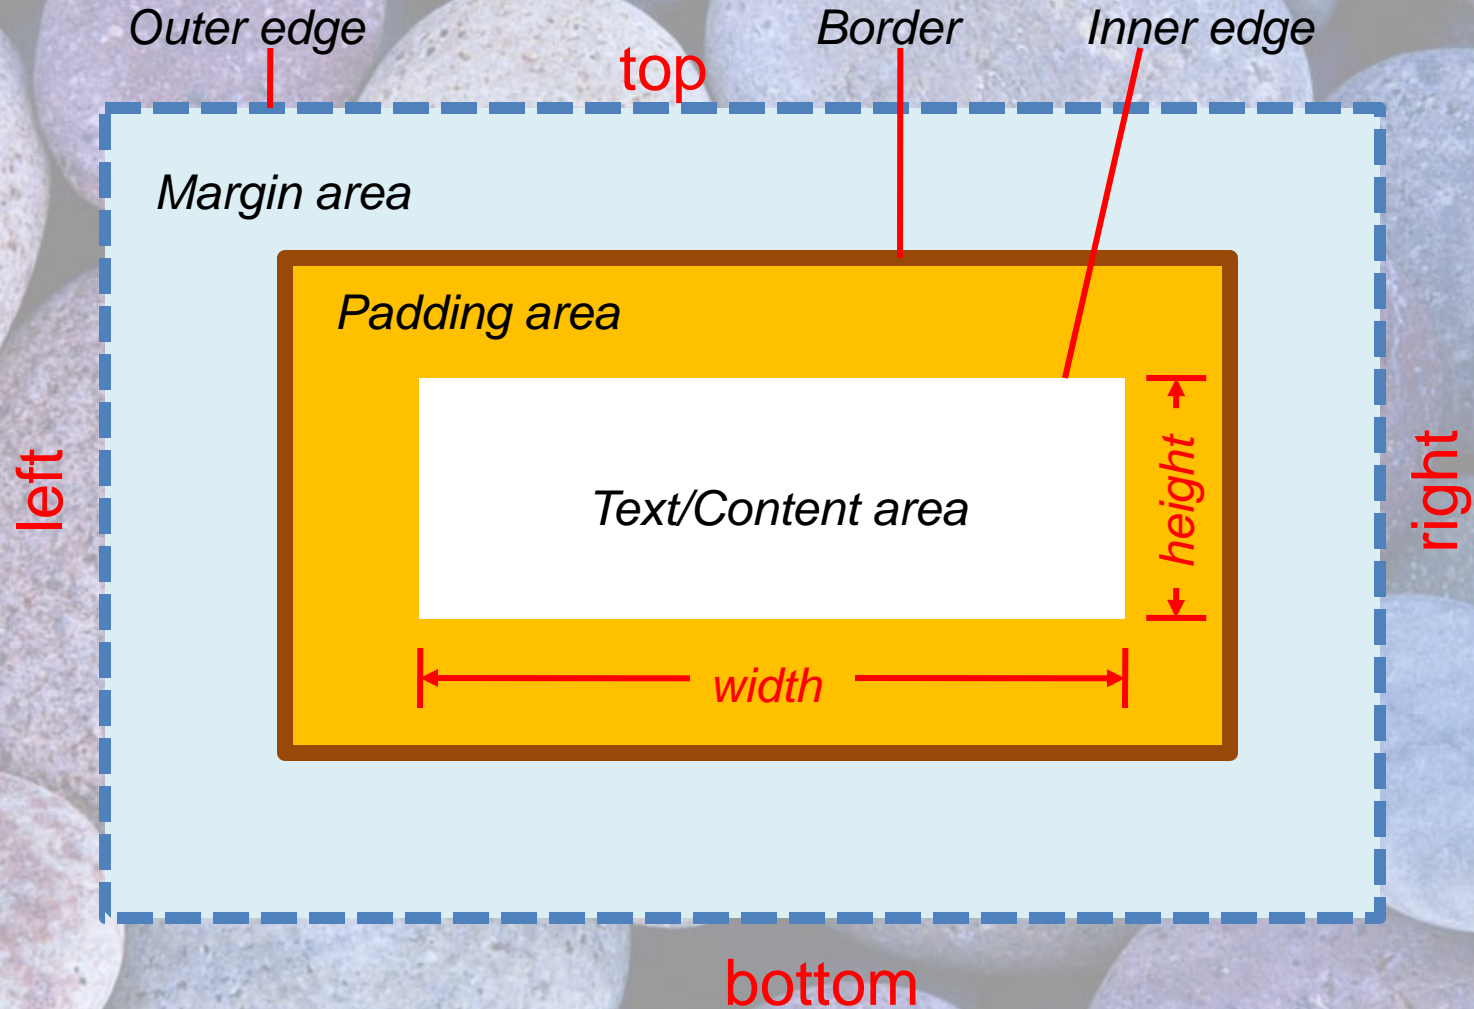 Outer edge
Border
Inner edge
top
Margin area
Padding area
left
Text/Content area
height
right
width
bottom